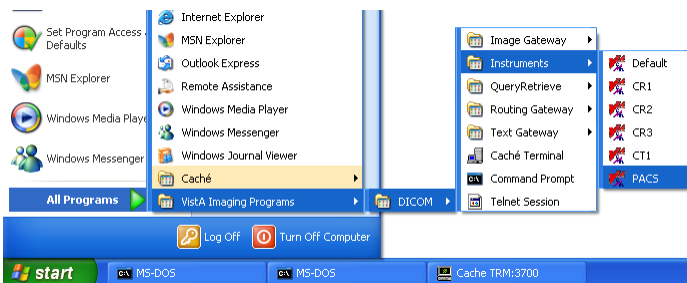 Set Program Access
Defaults
MSN Explorer
Windows Media Playe
Windows Messenger
All Programs
Internet Explorer
MSN Explorer
Outlook Express
Remote Assistance
Windows Media Player
Windows Messenger
Windows Journal Viewer
Caché
VistA Imaging Programs
DICOM
Image Gateway
Instruments
QueryRetrieve
Routing Gateway
Text Gateway
Caché Terminal
Command Prompt
Telnet Session
Default
CR1
CR2
CR3
CT1
PACS
Log Off
Turn Off Computer
start
MS-DOS
MS-DOS
Cache TRM:3700